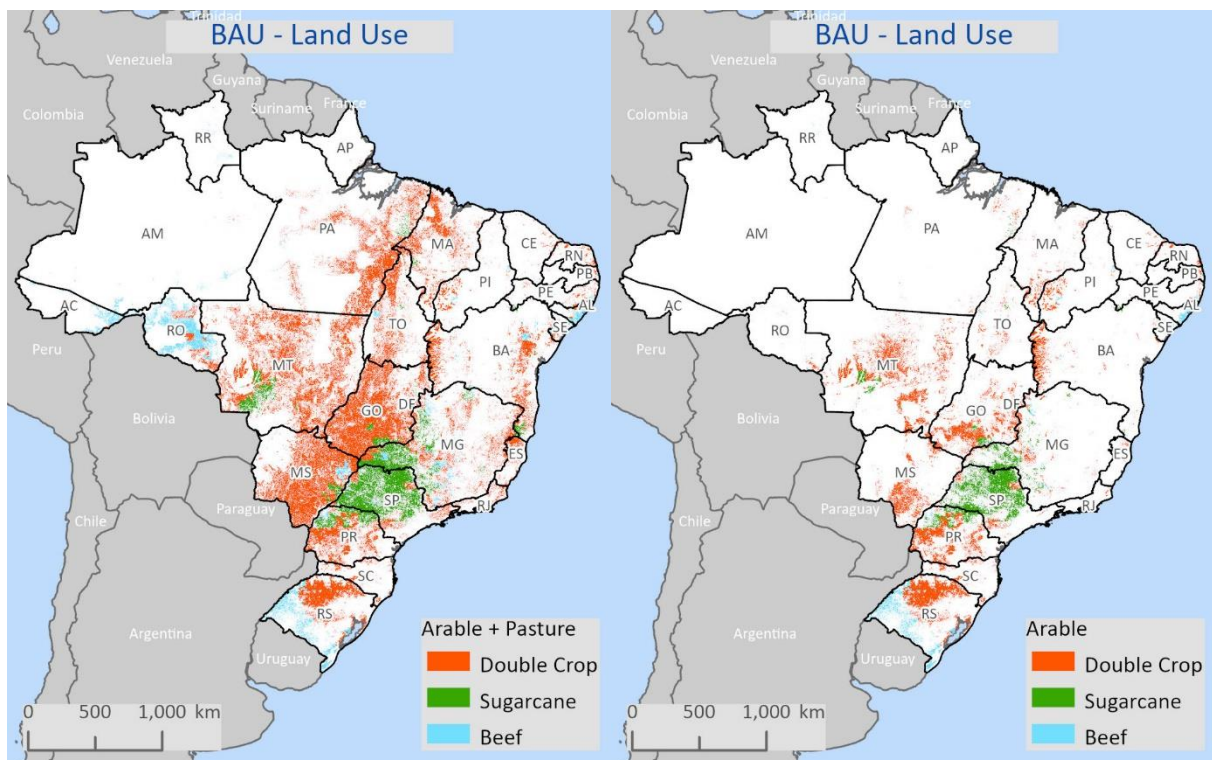 BAU - Land Use
Trinidad
Venezuela
Guyana
Colombia
Suriname
France
RR
AP
AM
PA
MA
CE
RN
PB
PI
PE
AL
AC
SE
RO
TO
Peru
BA
MT
Bolivia
GO
DF
MG
ES
MS
SP
RJ
Paraguay
Chile
PR
SC
RS
Argentina
Uruguay
Arable + Pasture
Double Crop
Sugarcane
Beef
0 500 1,000 km
BAU - Land Use
Trinidad
Venezuela
Guyana
Colombia
Suriname
France
RR
AP
AM
PA
MA
CE
RN
PB
PI
PE
AL
AC
SE
RO
TO
Peru
BA
MT
Bolivia
GO
DF
MG
ES
MS
SP
RJ
Paraguay
Chile
PR
SC
RS
Argentina
Uruguay
Arable
Double Crop
Sugarcane
Beef
0 500 1,000 km